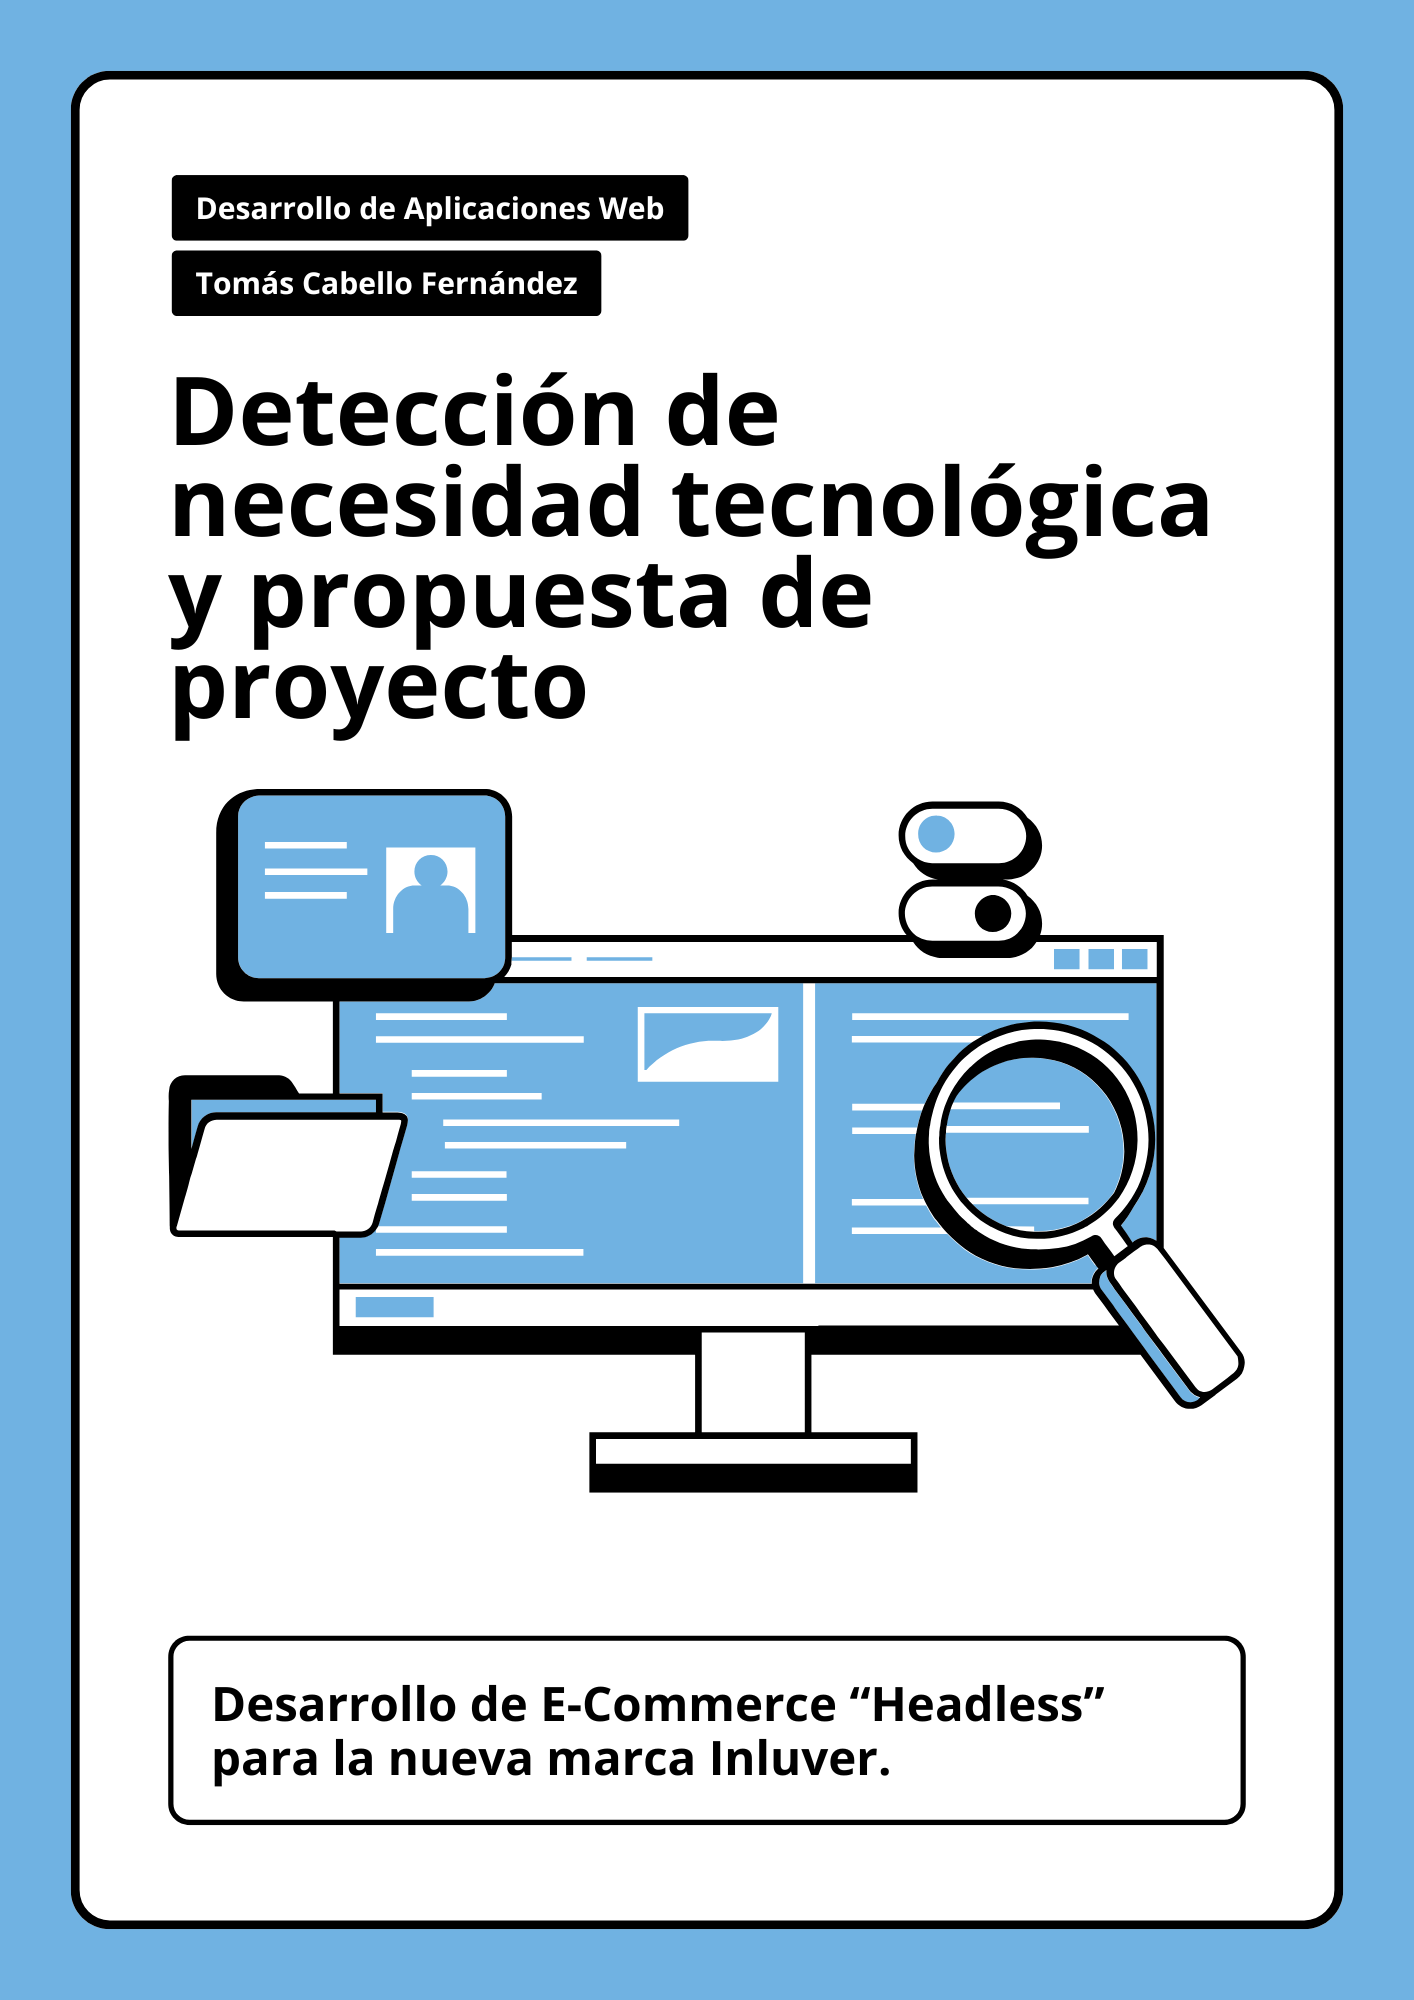 Desarrollo de Aplicaciones Web
Tomás Cabello Fernández
Detección de
necesidad tecnológica
y propuesta de
proyecto
Desarrollo de E-Commerce “Headless”
para la nueva marca Inluver.